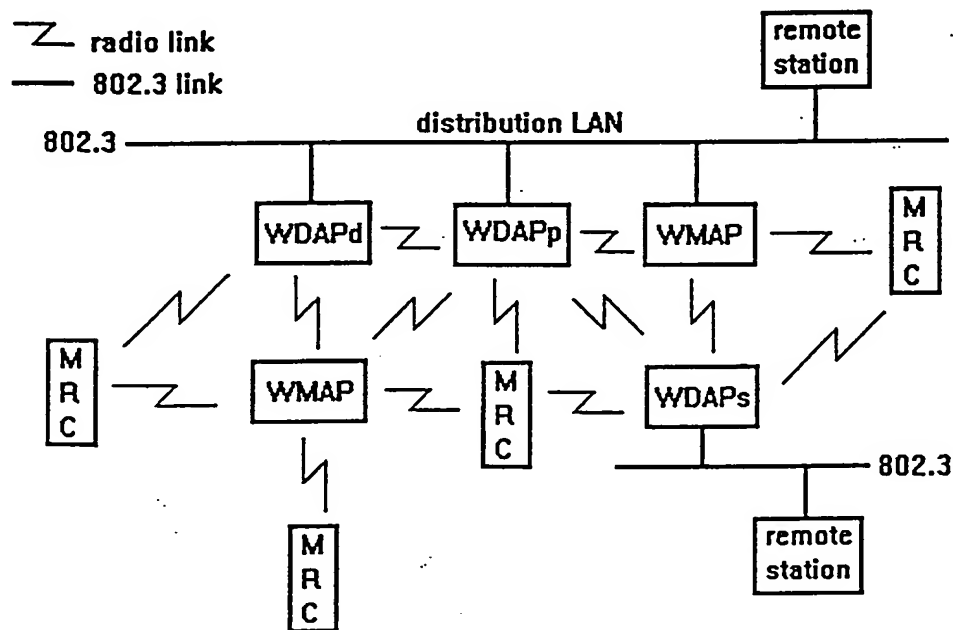 radio link
802.3 link
remote
station
distribution LAN
802.3
WDAPd
WDAPp
WMAP
M
R
C
M
R
C
WMAP
M
R
C
WDAPs
802.3
M
R
C
remote
station